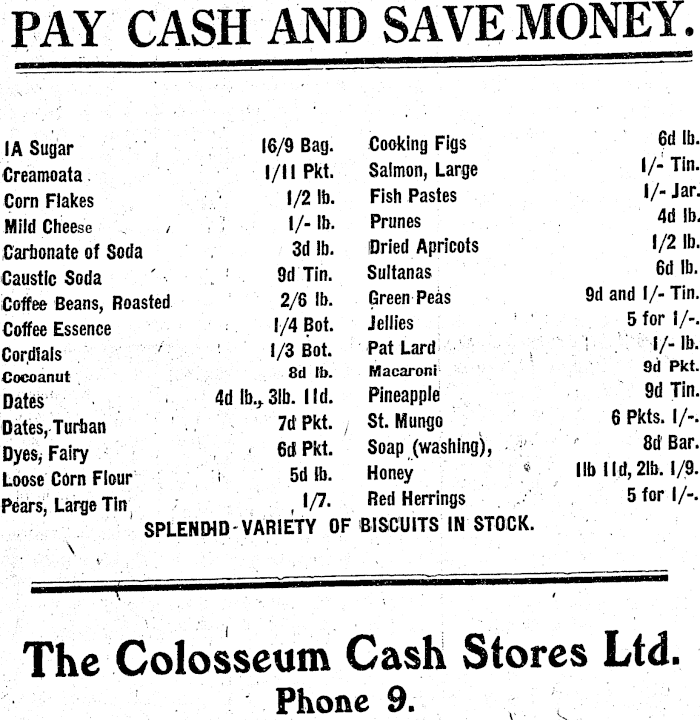 PAY CASH AND SAVE MONEY.
1A Sugar 16/9 Bag.
Creamoata 1/11 Pkt.
Corn Flakes 1/2 lb.
Mild Cheese 1/- lb.
Carbonate of Soda 3d lb.
Caustic Soda 9d Tin.
Coffee Beans, Roasted 2/6 lb.
Coffee Essence 1/4 Bot.
Cordials 1/3 Bot.
Cocoanut 8d lb.
Dates 4d lb., 3lb. 11d.
Dates, Turban 7d Pkt.
Dyes, Fairy 6d Pkt.
Loose Corn Flour 5d lb.
Pears, Large Tin 1/7.
Cooking Figs 6d lb.
Salmon, Large 1/- Tin.
Fish Pastes 1/- Jar.
Prunes 4d lb.
Dried Apricots 1/2 lb.
Sultanas 6d lb.
Green Peas 9d and 1/- Tin.
Jellies 5 for 1/-.
Pat Lard 1/- lb.
Macaroni 9d Pkt.
Pineapple 9d Tin.
St. Mungo 6 Pkts. 1/-.
Soap (washing), 8d Bar.
Honey 1lb 11d, 2lb. 1/9.
Red Herrings 5 for 1/-.
SPLENDID VARIETY OF BISCUITS IN STOCK.
The Colosseum Cash Stores Ltd.
Phone 9.